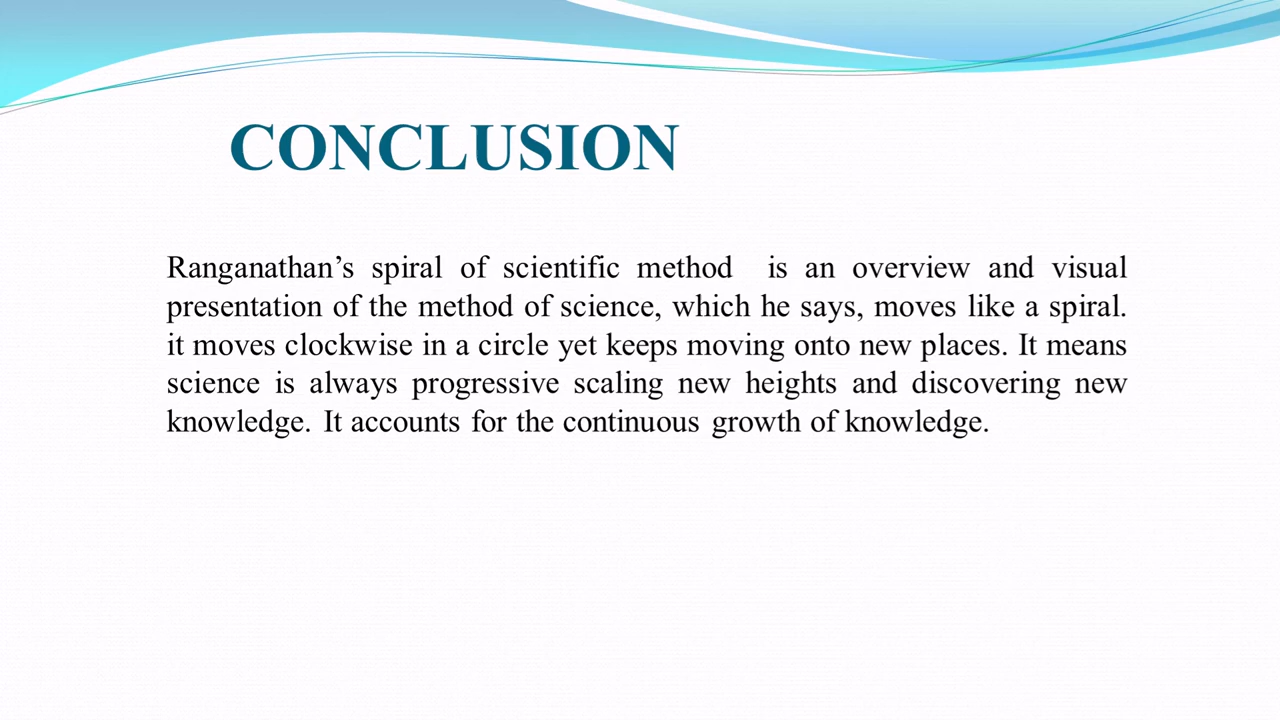 CONCLUSION
Ranganathan’s spiral of scientific method is an overview and visual
presentation of the method of science, which he says, moves like a spiral.
it moves clockwise in a circle yet keeps moving onto new places. It means
science is always progressive scaling new heights and discovering new
knowledge. It accounts for the continuous growth of knowledge.